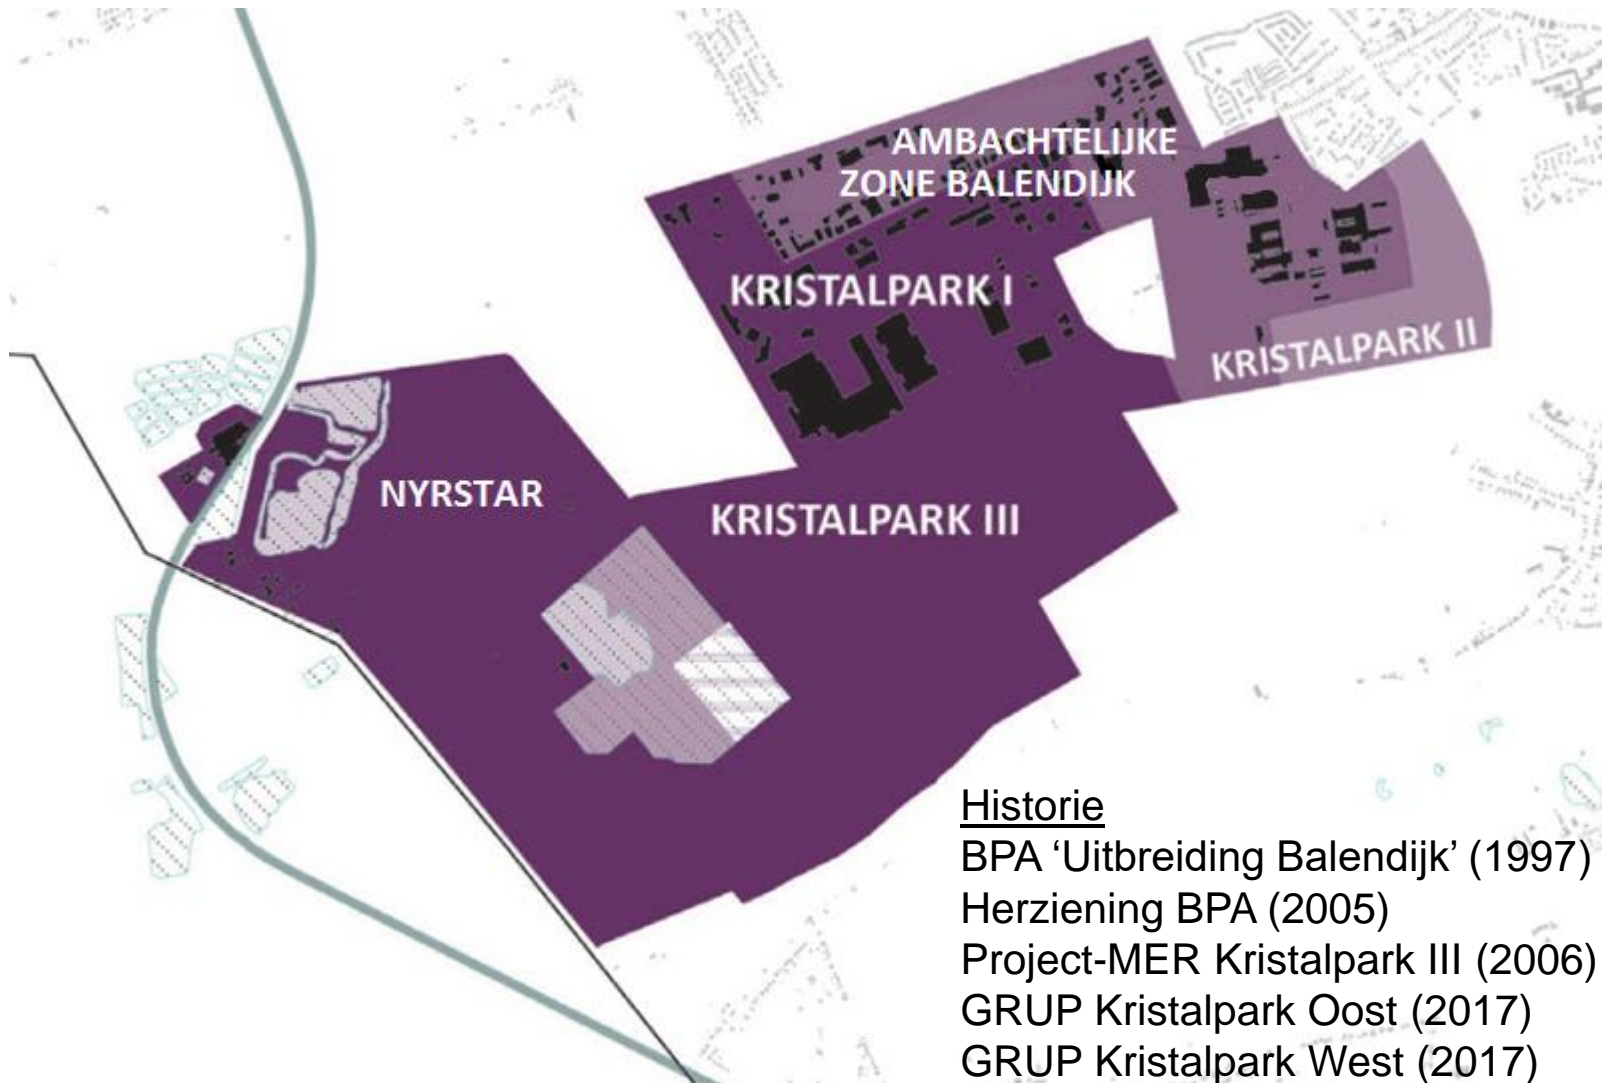 AMBACHTELIJKE
ZONE BALENDIJK
KRISTALPARK I
KRISTALPARK II
NYRSTAR
KRISTALPARK III
Historie
BPA ‘Uitbreiding Balendijk’ (1997)
Herziening BPA (2005)
Project-MER Kristalpark III (2006)
GRUP Kristalpark Oost (2017)
GRUP Kristalpark West (2017)